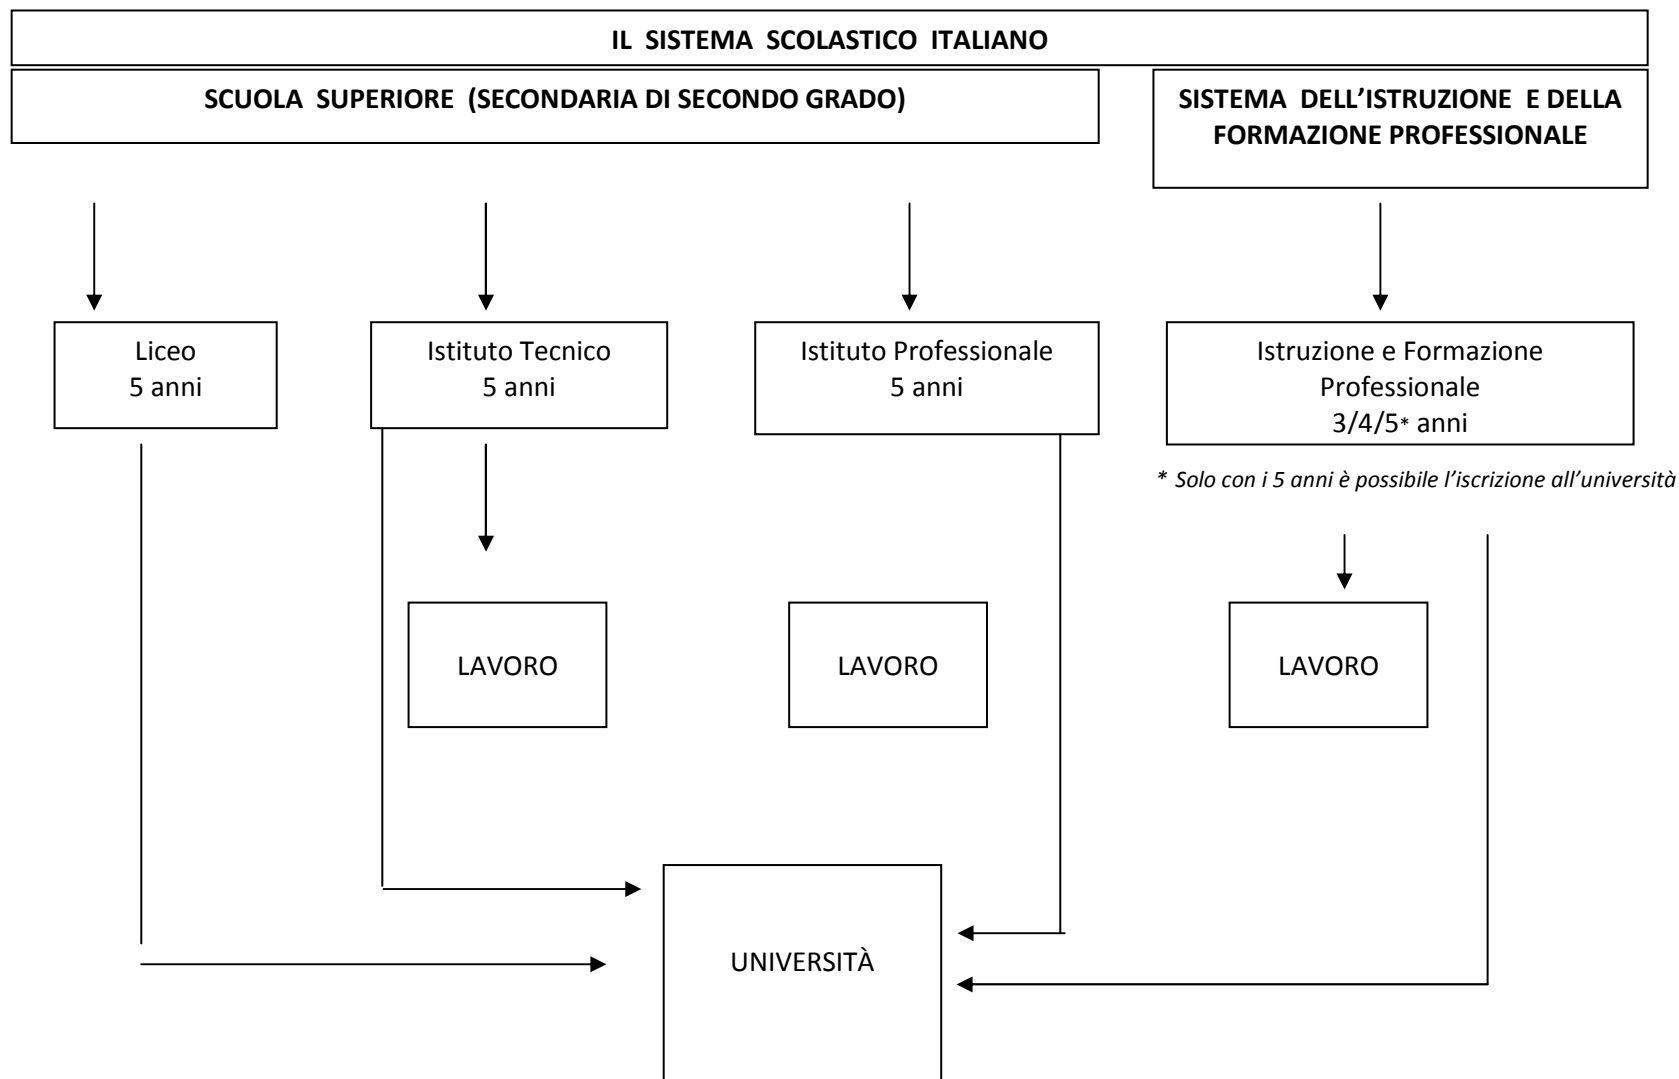 IL SISTEMA SCOLASTICO ITALIANO
SCUOLA SUPERIORE (SECONDARIA DI SECONDO GRADO)
SISTEMA DELL’ISTRUZIONE E DELLA
FORMAZIONE PROFESSIONALE
Liceo
5 anni
Istituto Tecnico
5 anni
Istituto Professionale
5 anni
Istruzione e Formazione
Professionale
3/4/5* anni
* Solo con i 5 anni è possibile l’iscrizione all’università
LAVORO
LAVORO
LAVORO
UNIVERSITÀ